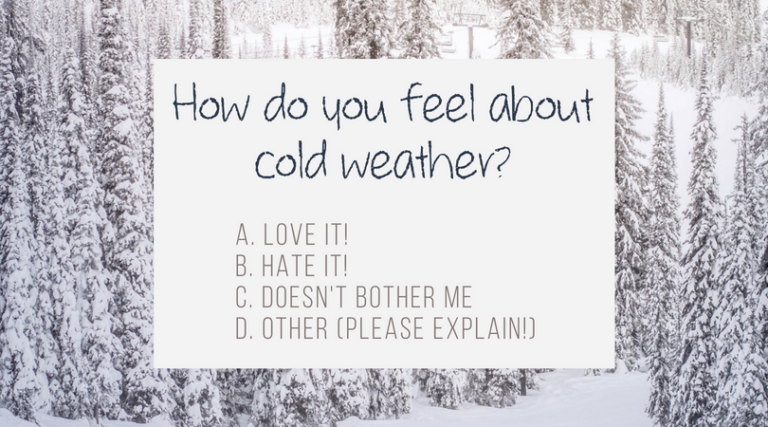 How do you feel about
cold weather?
A. LOVE IT!
B. HATE IT!
C. DOESN'T BOTHER ME
D. OTHER (PLEASE EXPLAIN!)